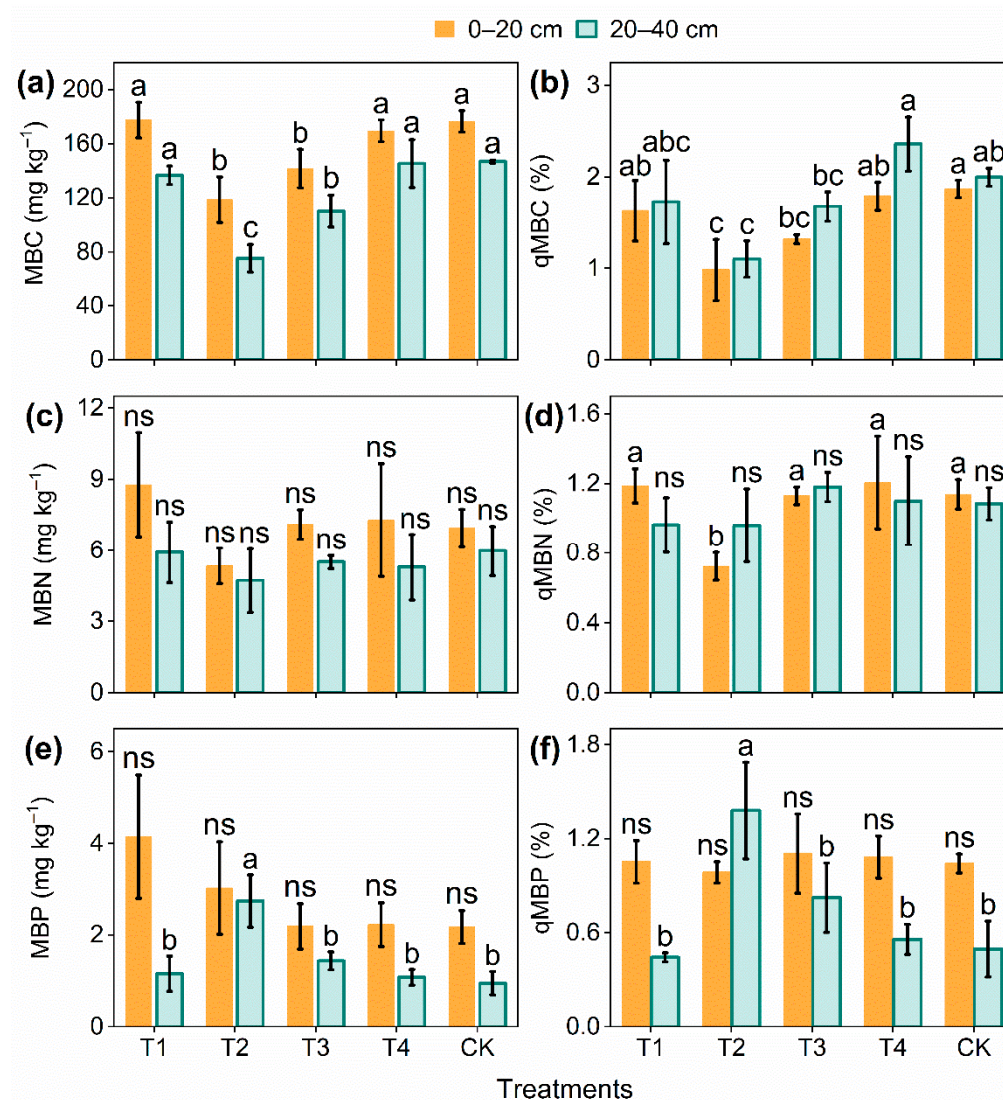 0–20 cm 20–40 cm
(a) (b)
MBC (mg kg⁻¹)
200
160
120
80
40
0
a a b c b b a a a a
qMBC (%)
3
2
1
0
ab abc c c bc bc ab a a ab
(c) (d)
MBN (mg kg⁻¹)
12
9
6
3
0
ns ns ns ns ns ns ns ns ns ns
qMBN (%)
1.6
1.2
0.8
0.4
0.0
a ns b ns a ns a ns a ns
(e) (f)
MBP (mg kg⁻¹)
6
4
2
0
ns b ns a ns b ns b ns b
T1 T2 T3 T4 CK
qMBP (%)
1.8
1.2
0.6
0.0
ns b ns a ns b ns b ns b
T1 T2 T3 T4 CK
Treatments